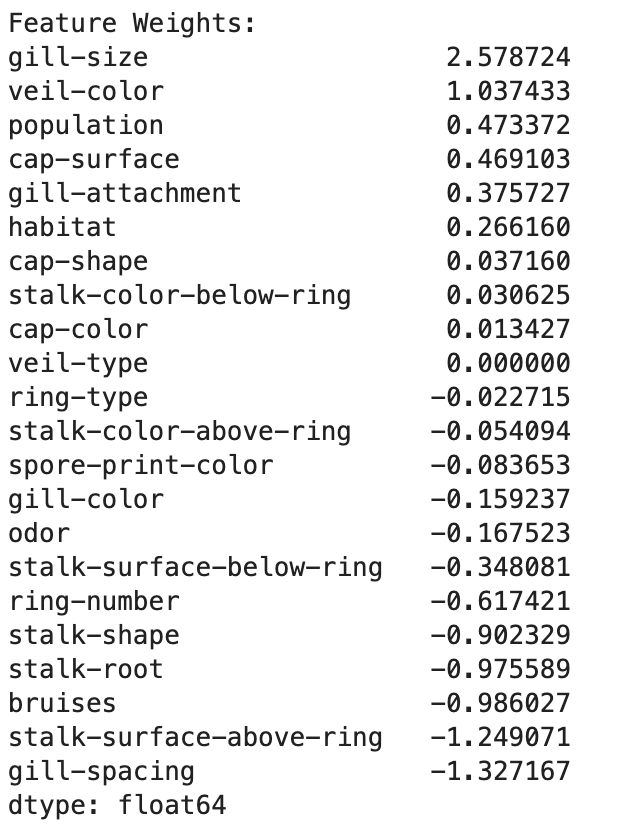 Feature Weights:
gill-size                   2.578724
veil-color                  1.037433
population                  0.473372
cap-surface                 0.469103
gill-attachment             0.375727
habitat                     0.266160
cap-shape                   0.037160
stalk-color-below-ring      0.030625
cap-color                   0.013427
veil-type                   0.000000
ring-type                  -0.022715
stalk-color-above-ring     -0.054094
spore-print-color          -0.083653
gill-color                 -0.159237
odor                       -0.167523
stalk-surface-below-ring   -0.348081
ring-number                -0.617421
stalk-shape                -0.902329
stalk-root                 -0.975589
bruises                    -0.986027
stalk-surface-above-ring   -1.249071
gill-spacing               -1.327167
dtype: float64